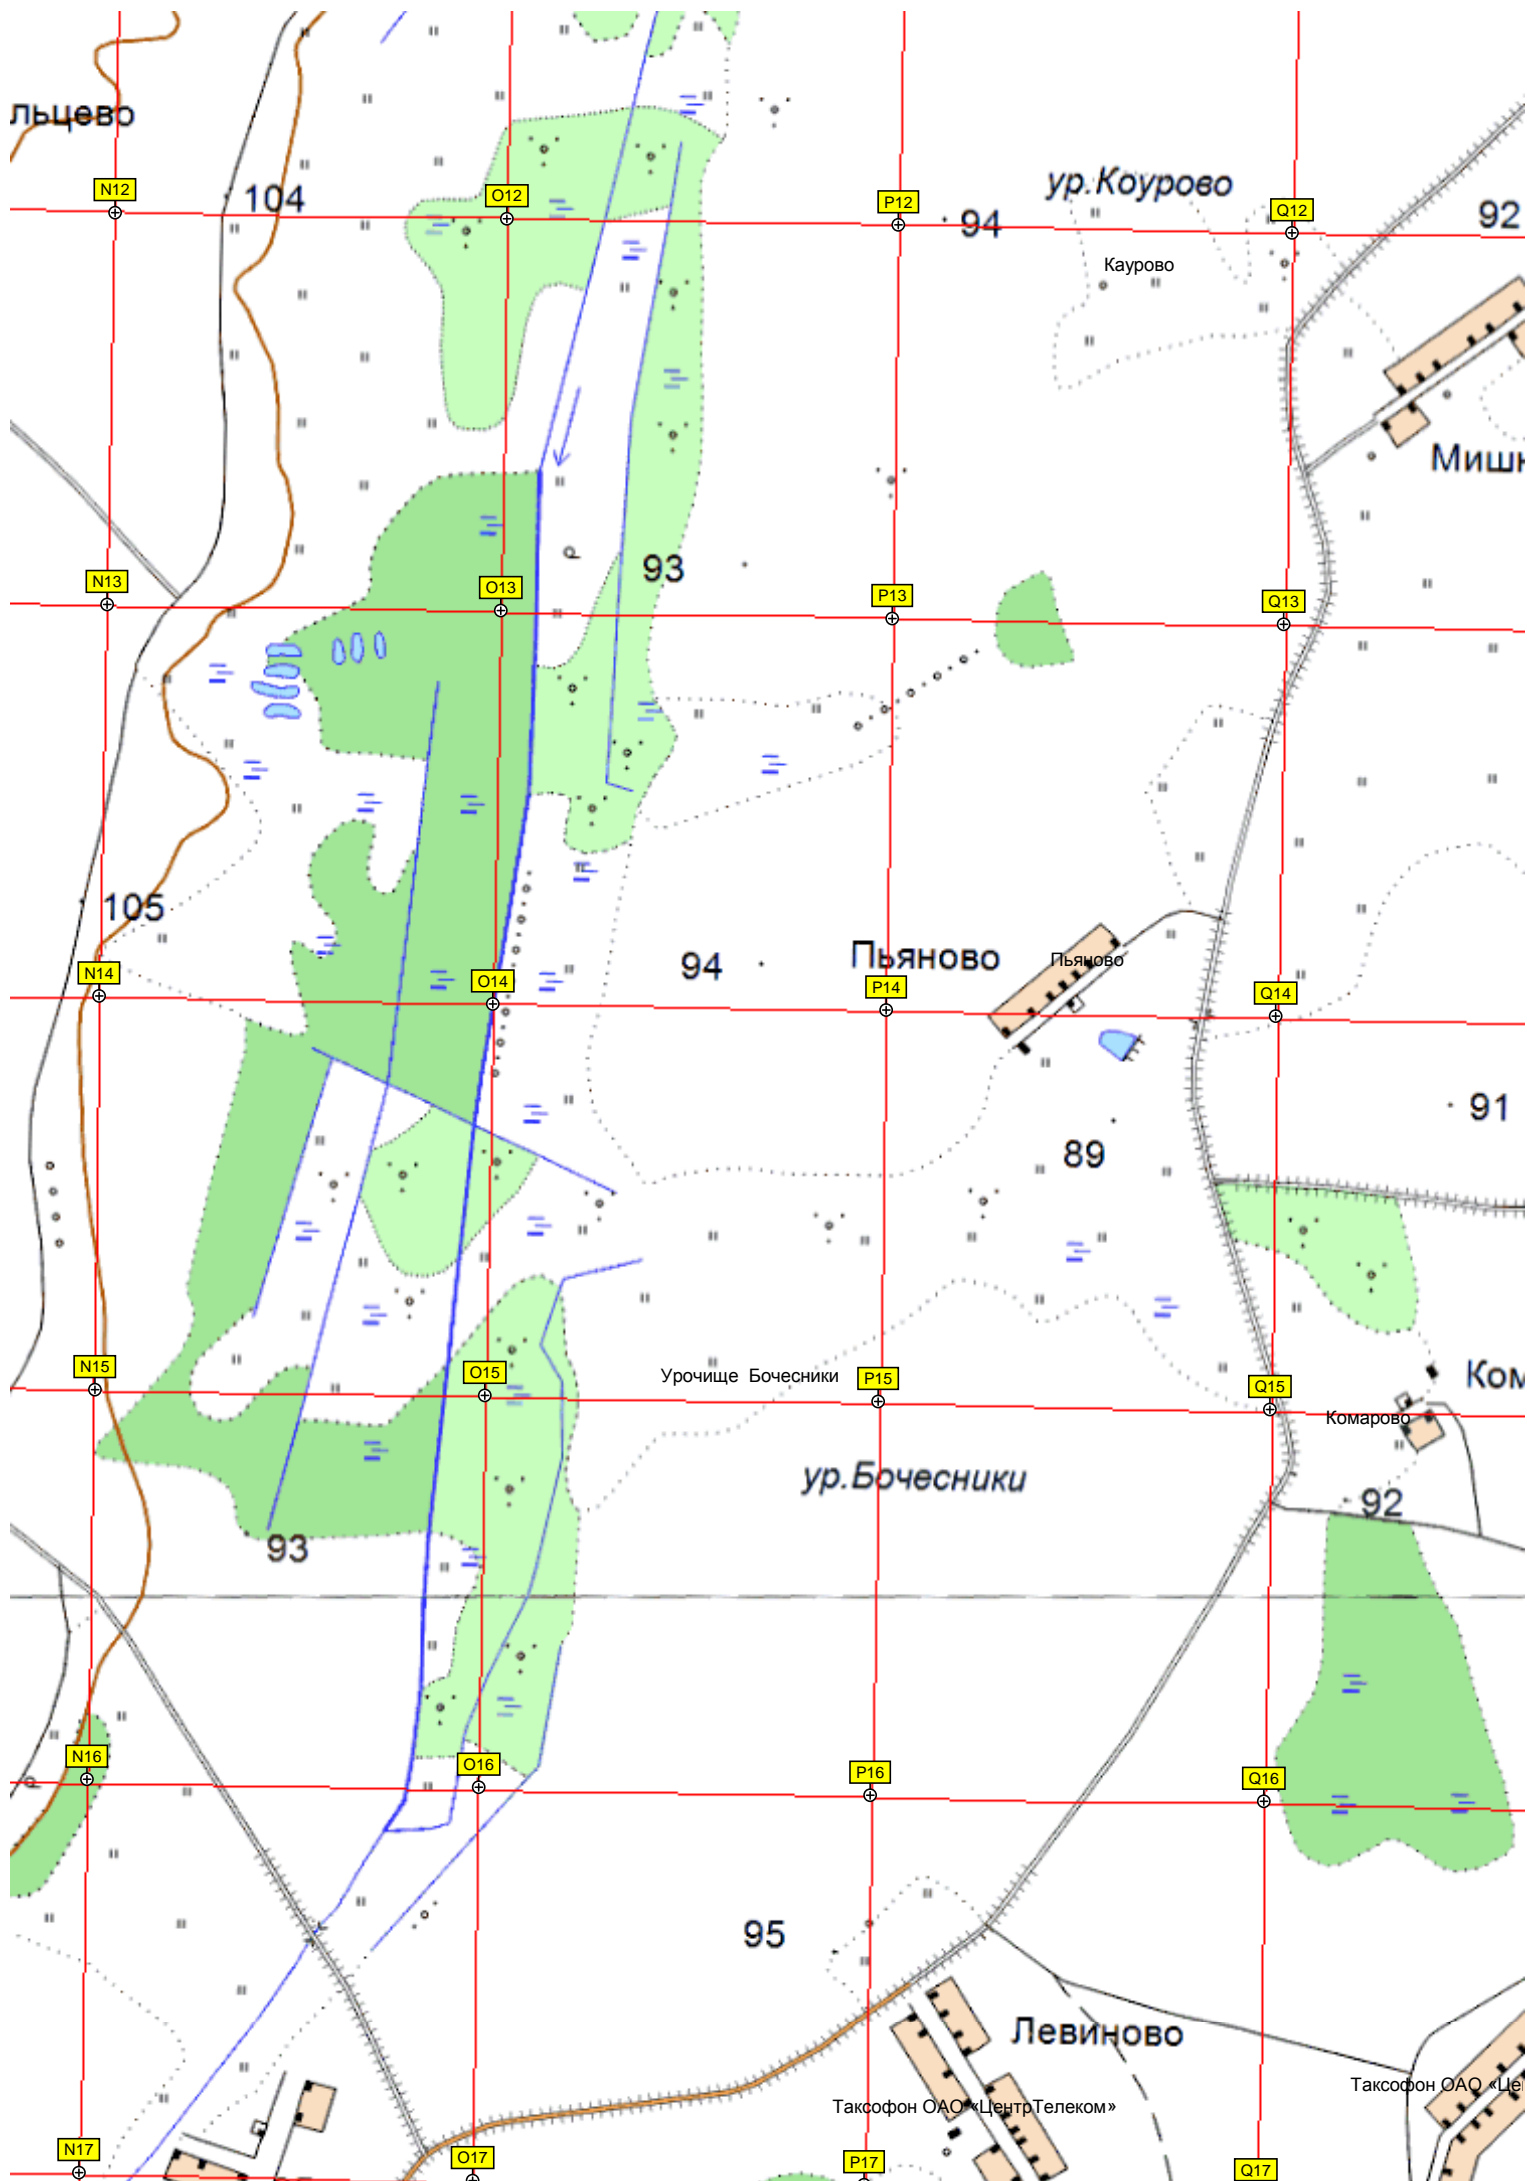 льцево
N12
104
O12
P12
94
ур.Коурово
Q12
92
Каурово
Мишк
N13
O13
93
P13
Q13
105
N14
O14
94
Пьяново
Пьяново
P14
Q14
91
89
N15
O15
Урочище Бочесники
P15
Q15
Ком
Комарово
ур.Бочесники
92
93
N16
O16
P16
Q16
95
Левиново
Таксофон ОАО «Це
Таксофон ОАО «ЦентрТелеком»
N17
O17
P17
Q17